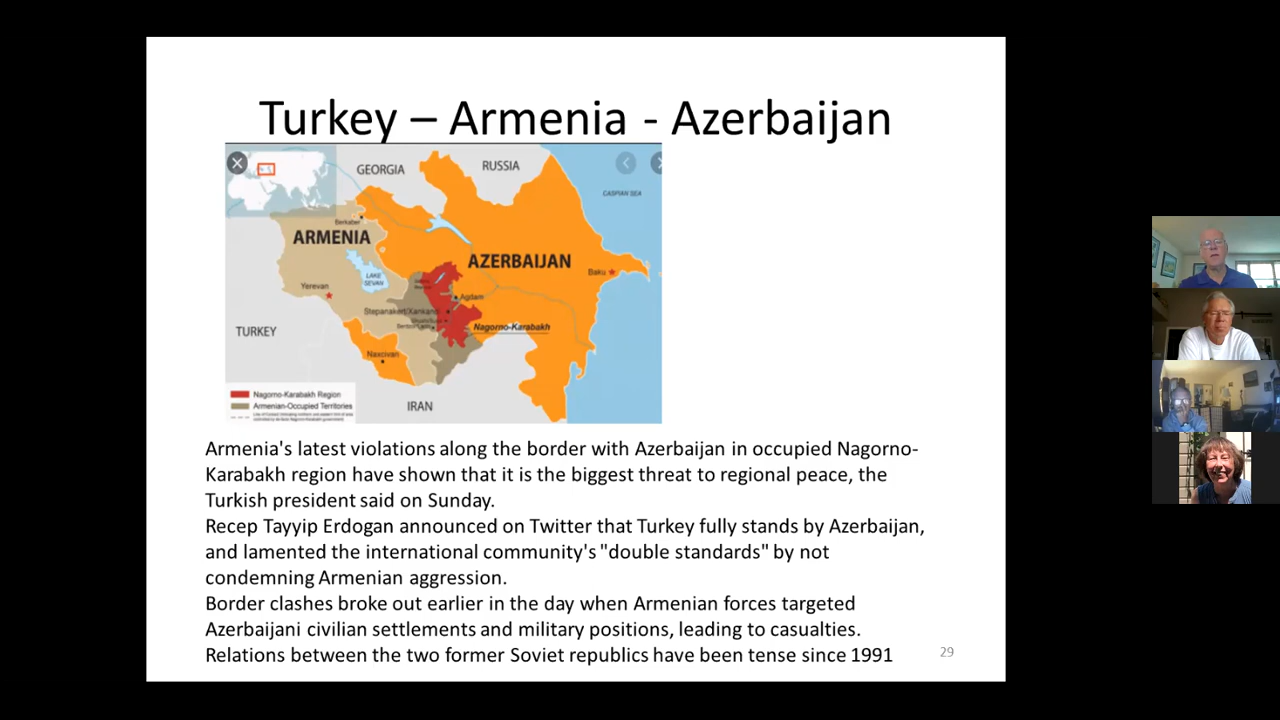 Turkey – Armenia - Azerbaijan
GEORGIA
RUSSIA
CASPIAN SEA
Berkaber
ARMENIA
AZERBAIJAN
LAKE
SEVAN
Baku
Yerevan
Agdam
Stepanakert/Xankandi
Nagorno-Karabakh
TURKEY
Naxcivan
Nagorno-Karabakh Region
Armenian-Occupied Territories
IRAN
Armenia's latest violations along the border with Azerbaijan in occupied Nagorno-
Karabakh region have shown that it is the biggest threat to regional peace, the
Turkish president said on Sunday.
Recep Tayyip Erdogan announced on Twitter that Turkey fully stands by Azerbaijan,
and lamented the international community's "double standards" by not
condemning Armenian aggression.
Border clashes broke out earlier in the day when Armenian forces targeted
Azerbaijani civilian settlements and military positions, leading to casualties.
Relations between the two former Soviet republics have been tense since 1991
29